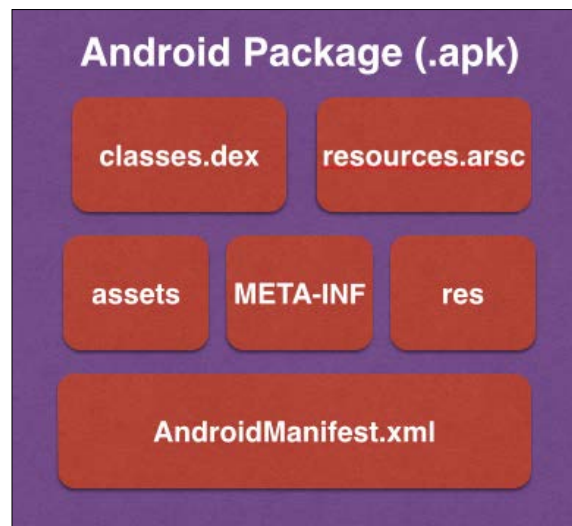 Android Package (.apk)
classes.dex
resources.arsc
assets
META-INF
res
AndroidManifest.xml